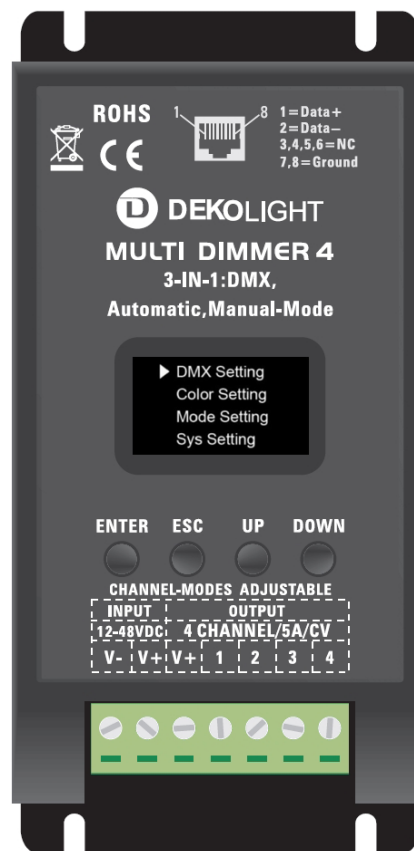 ROHS
CE
1 8
1=Data+
2=Data–
3,4,5,6=NC
7,8=Ground
D DEKOLIGHT
MULTI DIMMER 4
3-IN-1:DMX,
Automatic,Manual-Mode
DMX Setting
Color Setting
Mode Setting
Sys Setting
ENTER ESC UP DOWN
CHANNEL-MODES ADJUSTABLE
INPUT OUTPUT
12-48VDC 4 CHANNEL/5A/CV
V- V+ V+ 1 2 3 4